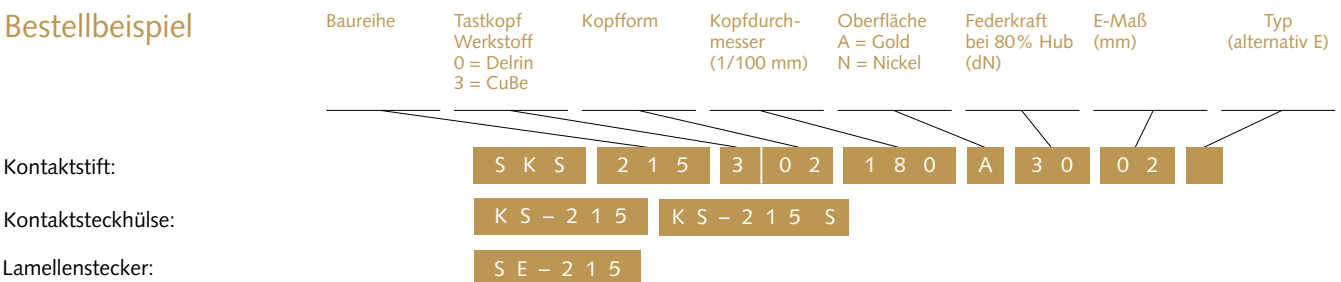 Bestellbeispiel
Baureihe
Tastkopf
Werkstoff
0 = Delrin
3 = CuBe
Kopfform
Kopfdurch-
messer
(1/100 mm)
Oberfläche
A = Gold
N = Nickel
Federkraft
bei 80% Hub
(dN)
E-Maß
(mm)
Typ
(alternativ E)
Kontaktstift: S K S 2 1 5 3 0 2 1 8 0 A 3 0 0 2
Kontaktsteckhülse: K S – 2 1 5 K S – 2 1 5 S
Lamellenstecker: S E – 2 1 5